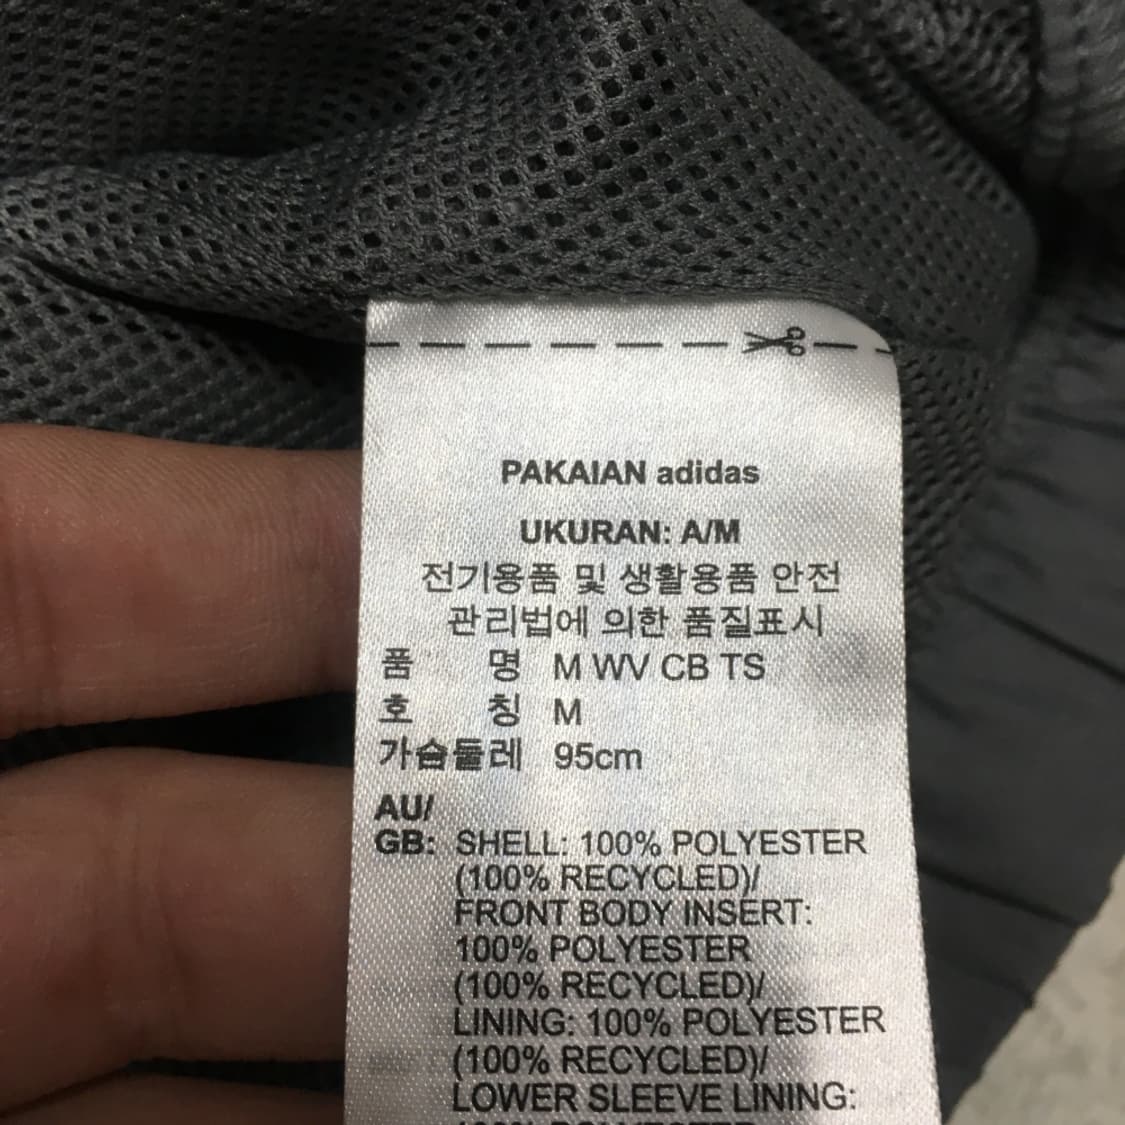 PAKAIAN adidas
UKURAN: A/M
전기용품 및 생활용품 안전
관리법에 의한 품질표시
품 명 M WV CB TS
호 칭 M
가슴둘레 95cm
AU/
GB: SHELL: 100% POLYESTER
(100% RECYCLED)/
FRONT BODY INSERT:
100% POLYESTER
(100% RECYCLED)/
LINING: 100% POLYESTER
(100% RECYCLED)/
LOWER SLEEVE LINING: